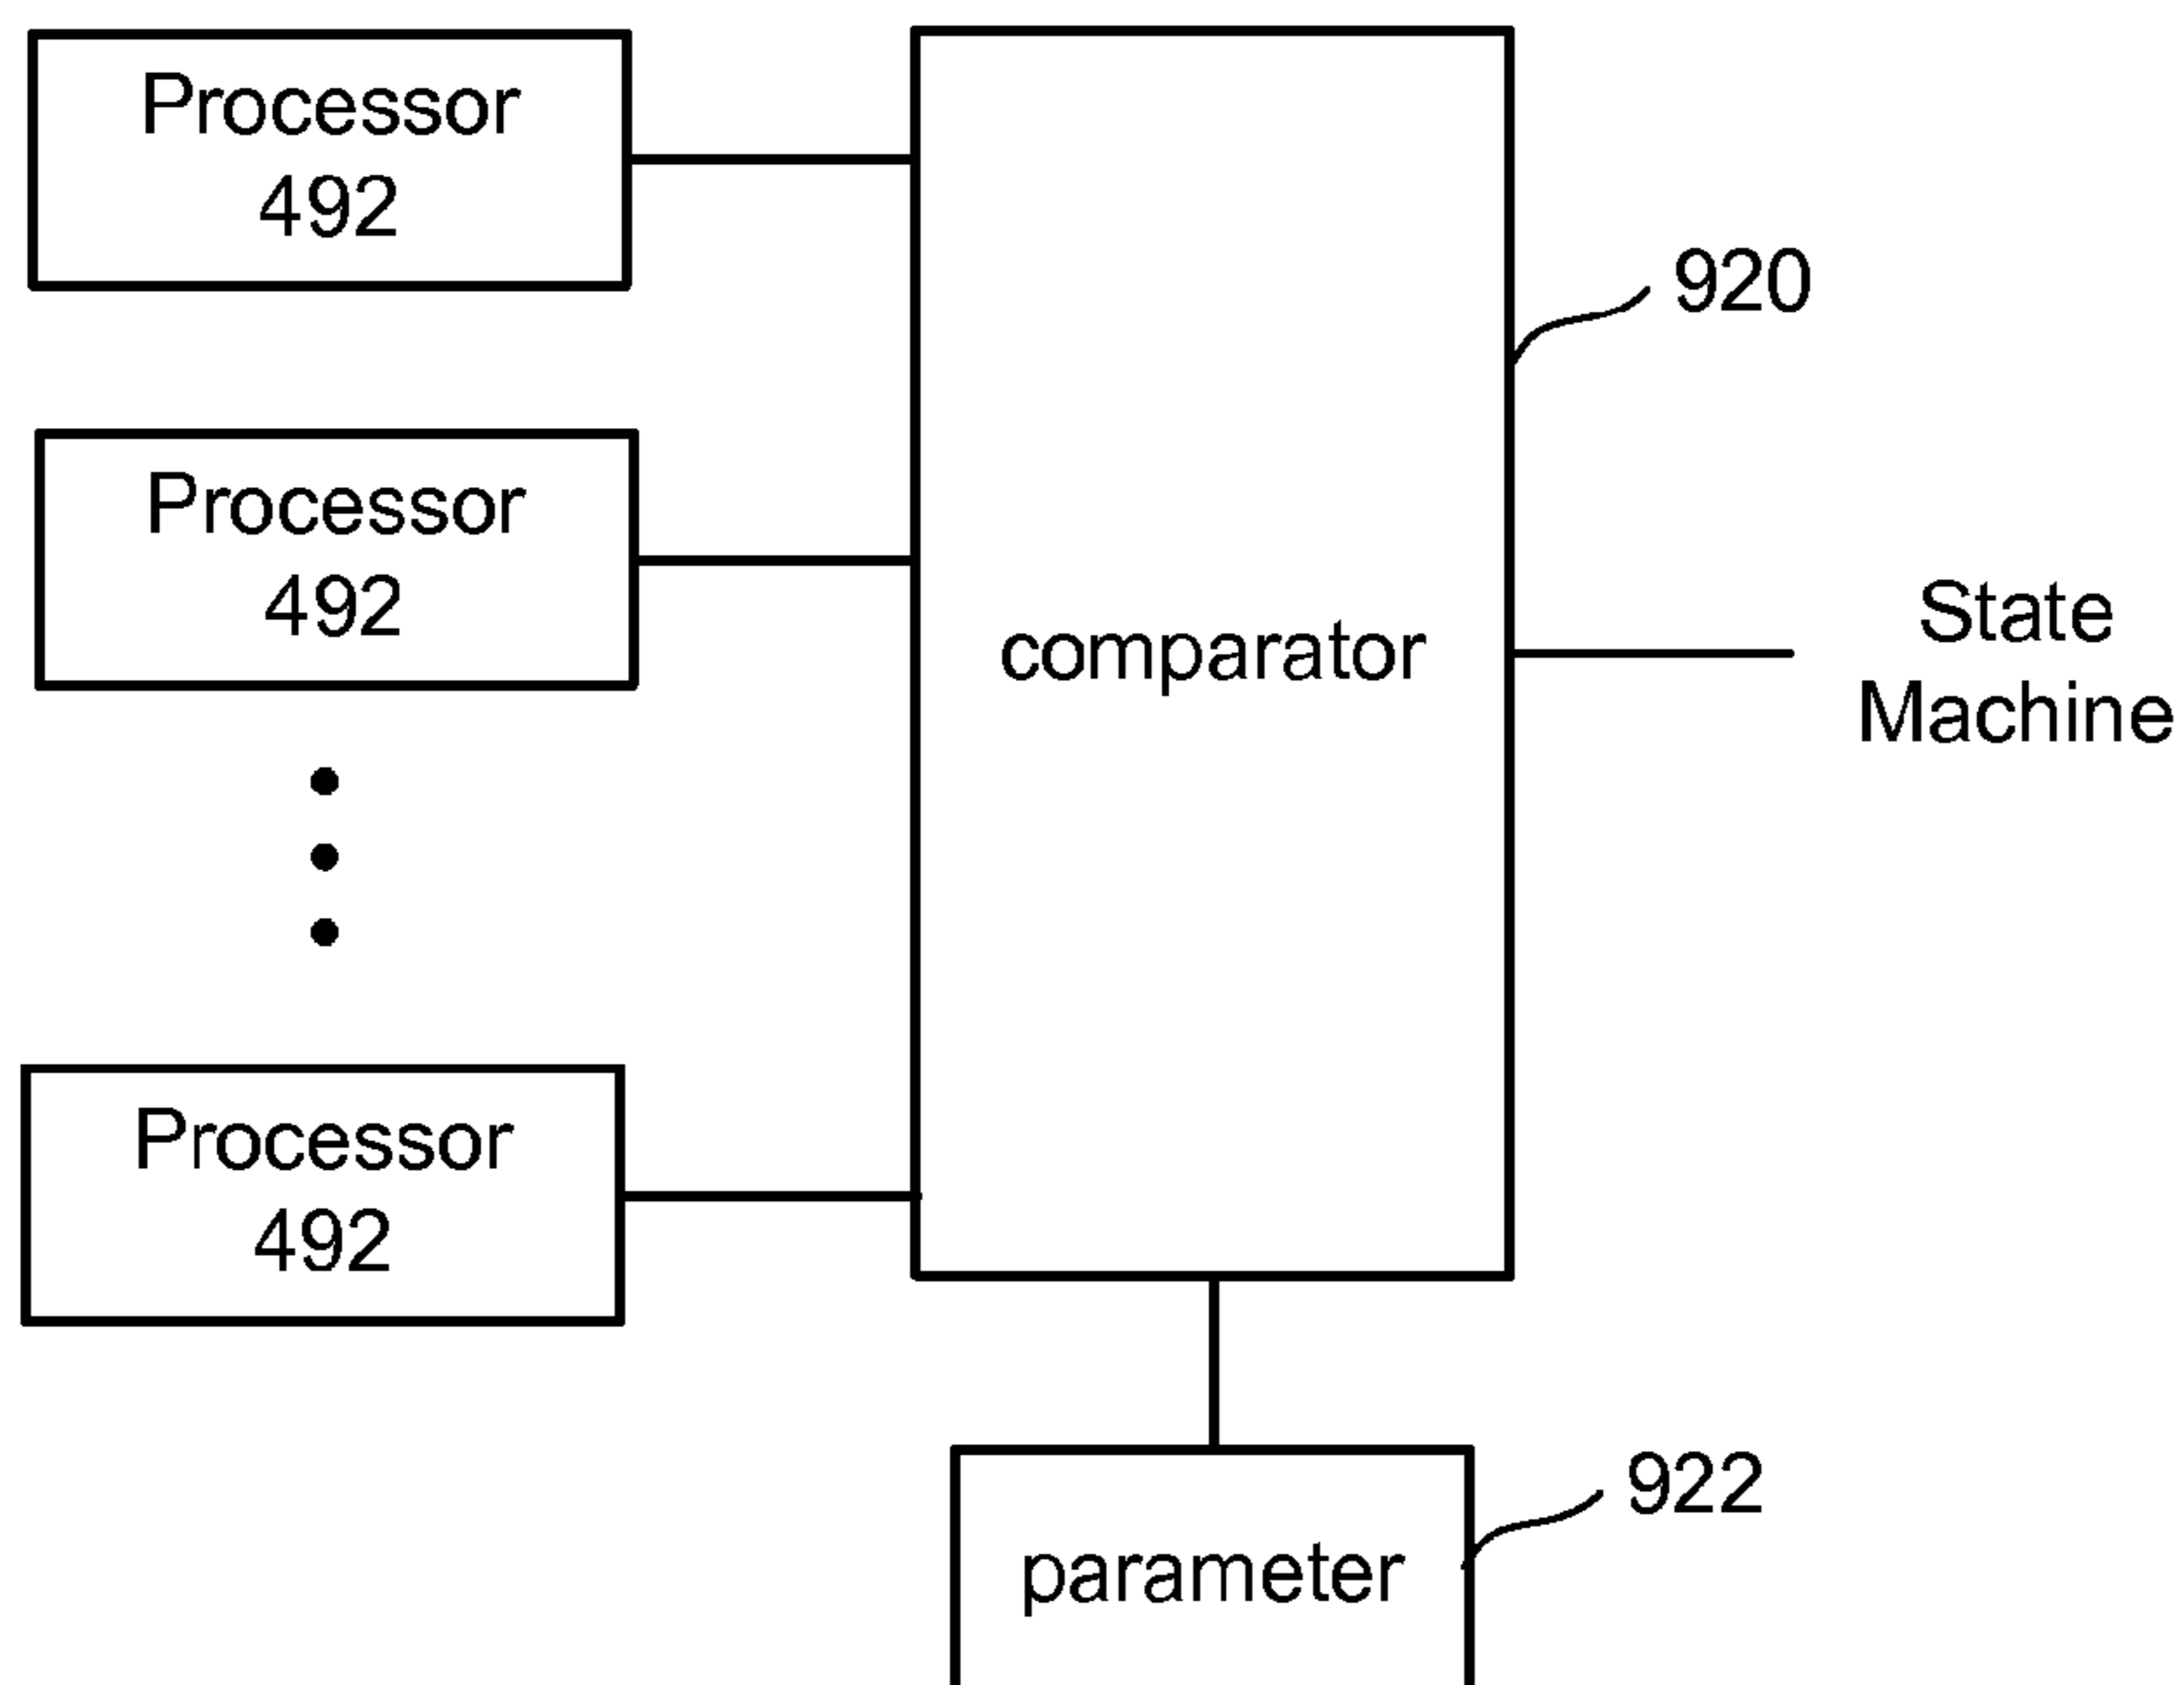 Processor
492
920
Processor
492
comparator
State
Machine
Processor
492
922
parameter